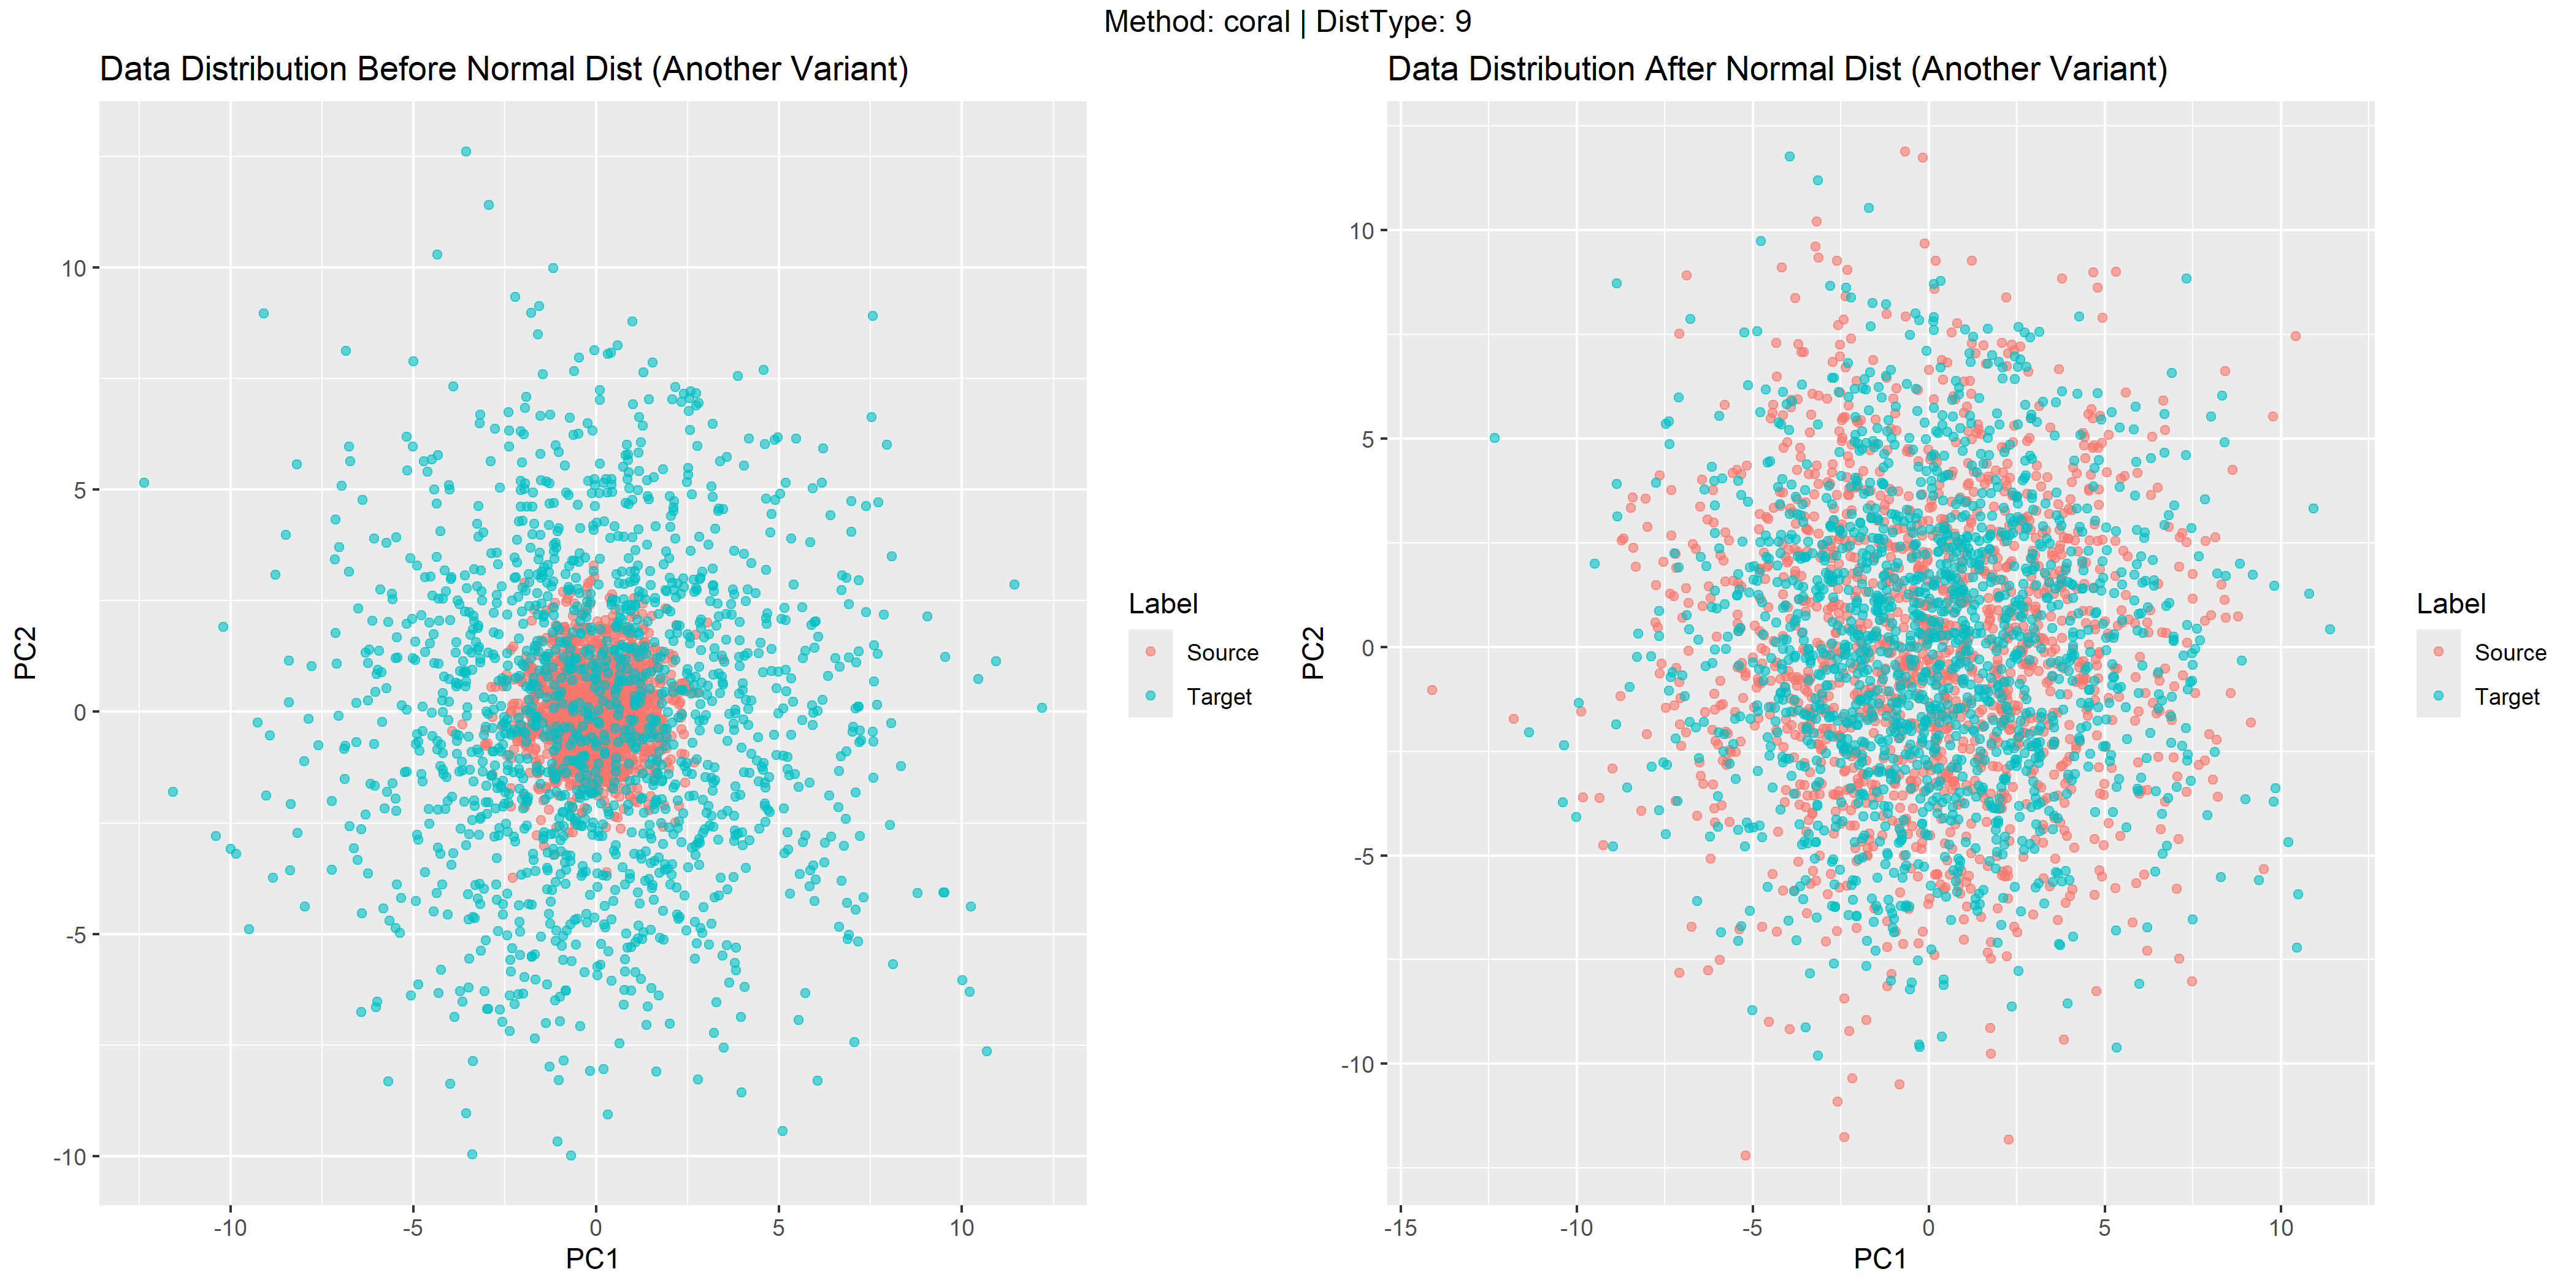 Method: coral | DistType: 9
Data Distribution Before Normal Dist (Another Variant)
10
5
0
-5
-10
PC2
-10
-5
0
5
10
PC1
Label
Source
Target
Data Distribution After Normal Dist (Another Variant)
10
5
0
-5
-10
PC2
-15
-10
-5
0
5
10
PC1
Label
Source
Target